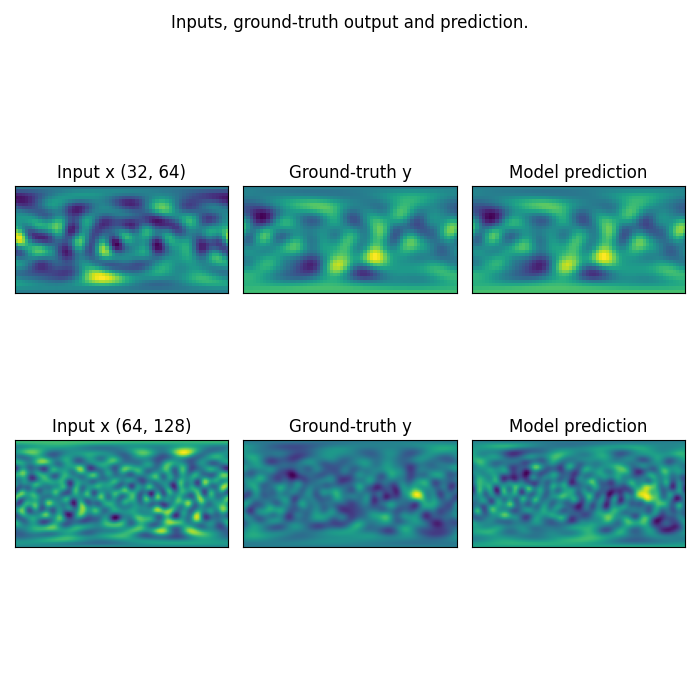 Inputs, ground-truth output and prediction.
Input x (32, 64)
Ground-truth y
Model prediction
Input x (64, 128)
Ground-truth y
Model prediction